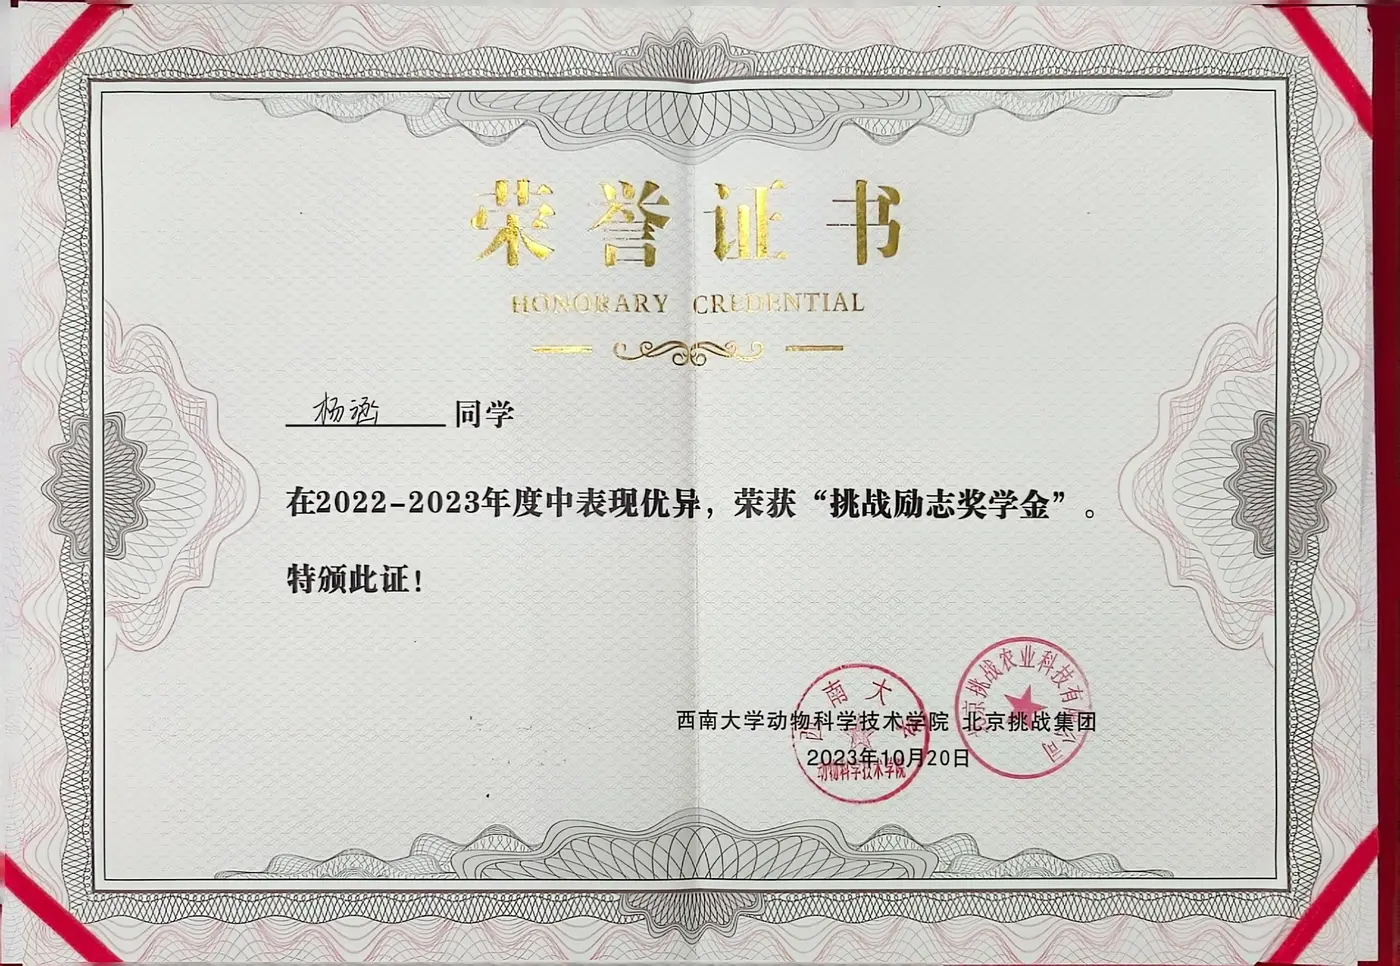 荣誉证书
HONORARY CREDENTIAL
杨涵 同学
在2022-2023年度中表现优异，荣获“挑战励志奖学金”。
特颁此证！
西南大学动物科学技术学院 北京挑战集团
2023年10月20日
西南大学
动物科学技术学院
北京挑战农业科技有限公司